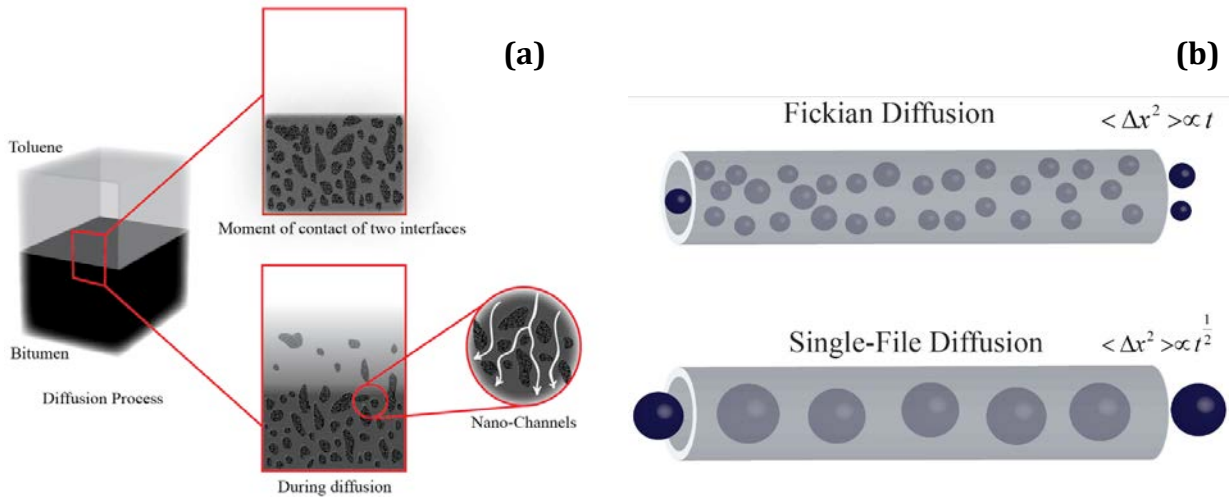 (a)
Toluene
Bitumen
Diffusion Process
Moment of contact of two interfaces
Nano-Channels
During diffusion
(b)
Fickian Diffusion
< Δx² >∝ t
Single-File Diffusion
< Δx² >∝ t^{1/2}